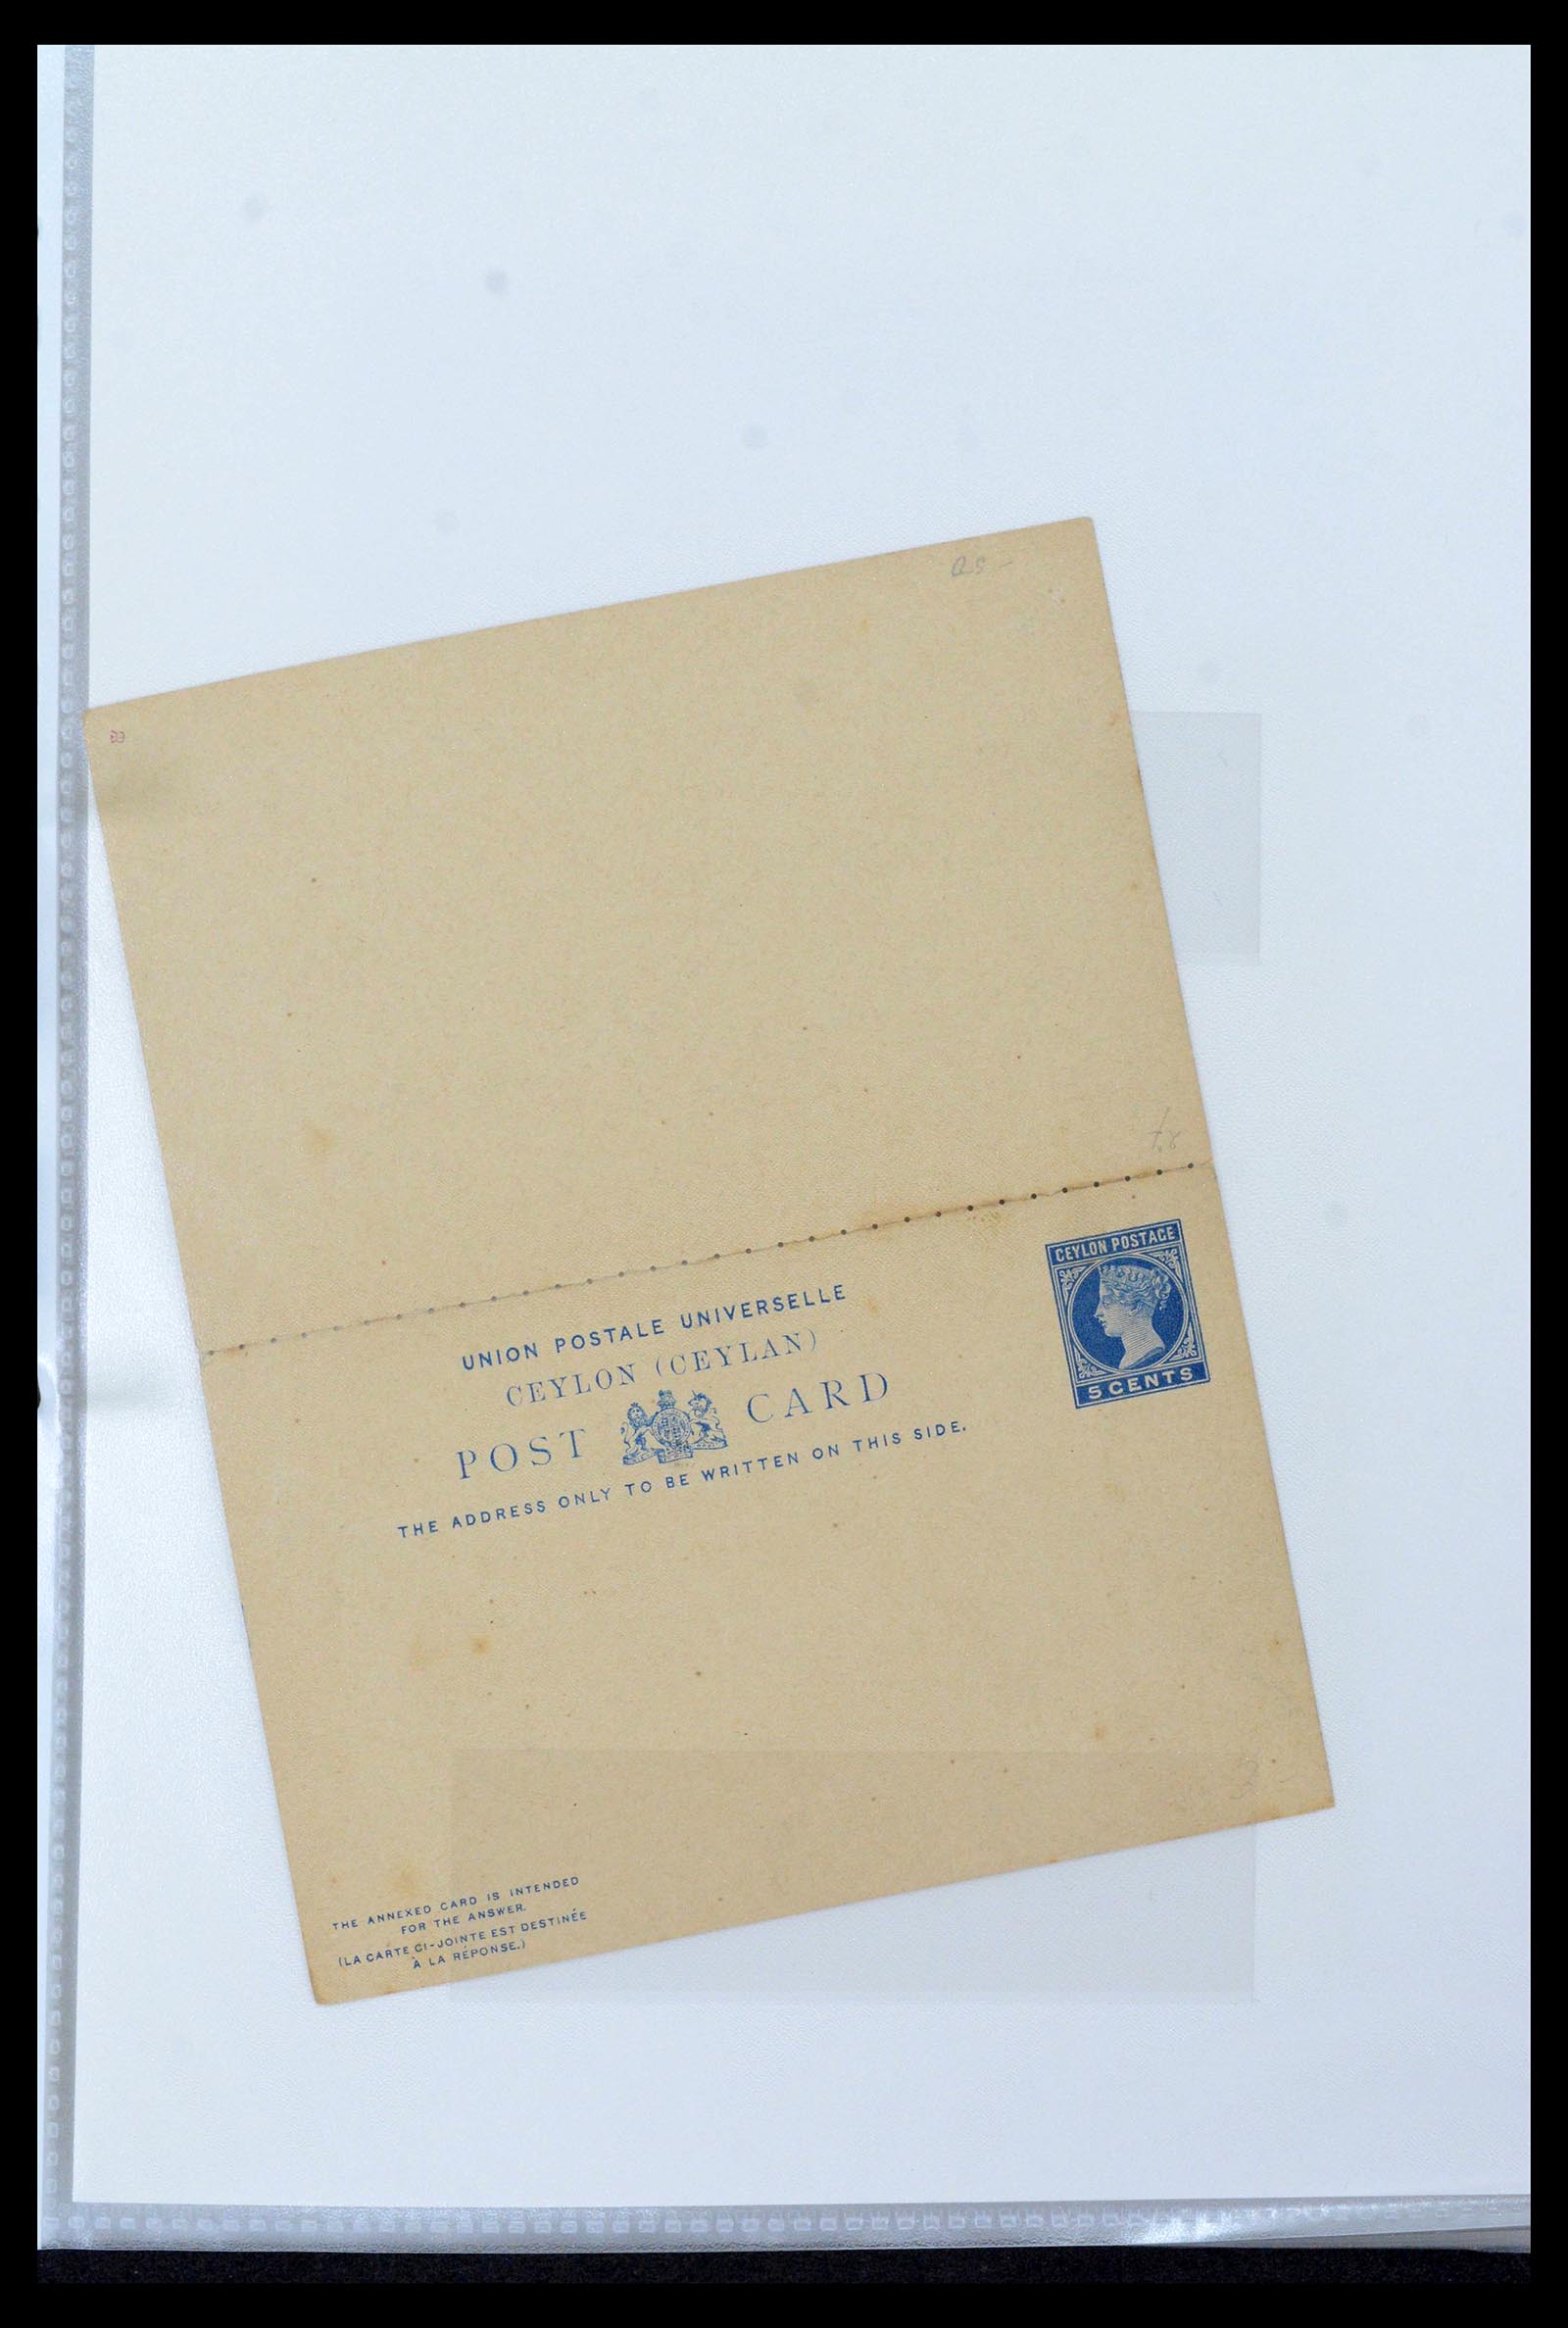 UNION POSTALE UNIVERSELLE
CEYLON (CEYLAN)
POST CARD
THE ADDRESS ONLY TO BE WRITTEN ON THIS SIDE.
CEYLON POSTAGE
5 CENTS
THE ANNEXED CARD IS INTENDED
FOR THE ANSWER.
(LA CARTE CI-JOINTE EST DESTINÉE
À LA RÉPONSE.)